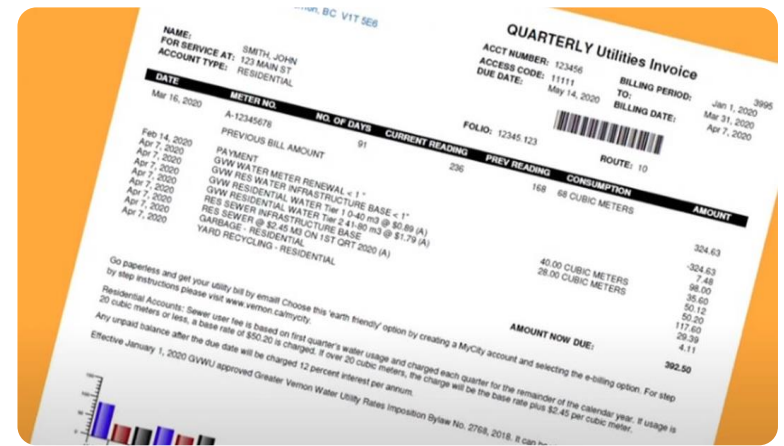 non, BC V1T 5E6
QUARTERLY Utilities Invoice
3995
NAME: SMITH, JOHN
FOR SERVICE AT: 123 MAIN ST
ACCOUNT TYPE: RESIDENTIAL
ACCT NUMBER: 123456
ACCESS CODE: 11111
DUE DATE: May 14, 2020
BILLING PERIOD: Jan 1, 2020
TO: Mar 31, 2020
BILLING DATE: Apr 7, 2020
FOLIO: 12345.123
ROUTE: 10
DATE METER NO. NO. OF DAYS CURRENT READING PREV READING CONSUMPTION AMOUNT
Mar 16, 2020 A-12345678 91 236 168 68 CUBIC METERS
PREVIOUS BILL AMOUNT 324.63
Feb 14, 2020 PAYMENT -324.63
Apr 7, 2020 GVW WATER METER RENEWAL < 1" 7.48
Apr 7, 2020 GVW RES WATER INFRASTRUCTURE BASE < 1" 98.00
Apr 7, 2020 GVW RESIDENTIAL WATER Tier 1 0-40 m3 @ $0.89 (A) 40.00 CUBIC METERS 35.60
Apr 7, 2020 GVW RESIDENTIAL WATER Tier 2 41-80 m3 @ $1.79 (A) 28.00 CUBIC METERS 50.12
Apr 7, 2020 RES SEWER INFRASTRUCTURE BASE 50.20
Apr 7, 2020 RES SEWER @ $2.45 M3 ON 1ST QRT 2020 (A) 117.60
Apr 7, 2020 GARBAGE - RESIDENTIAL 29.39
Apr 7, 2020 YARD RECYCLING - RESIDENTIAL 4.11
AMOUNT NOW DUE: 392.50
Go paperless and get your utility bill by email! Choose this 'earth friendly' option by creating a MyCity account and selecting the e-billing option. For step
by step instructions please visit www.vernon.ca/mycity.
Residential Accounts: Sewer user fee is based on first quarter's water usage and charged each quarter for the remainder of the calendar year. If usage is
20 cubic meters or less, a base rate of $50.20 is charged. If over 20 cubic meters, the charge will be the base rate plus $2.45 per cubic meter.
Any unpaid balance after the due date will be charged 12 percent interest per annum.
Effective January 1, 2020 GVWU approved Greater Vernon Water Utility Rates Imposition Bylaw No. 2768, 2018. It can be